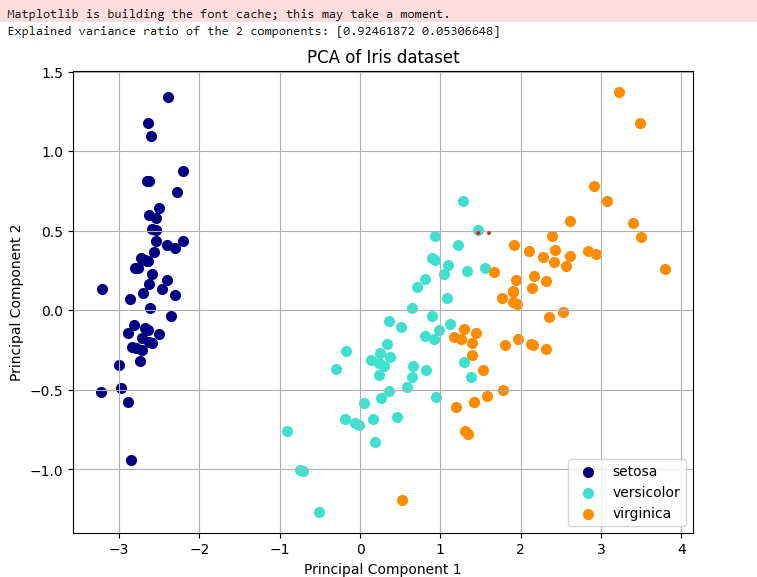 Matplotlib is building the font cache; this may take a moment.
Explained variance ratio of the 2 components: [0.92461872 0.05306648]
PCA of Iris dataset
1.5
1.0
0.5
0.0
−0.5
−1.0
Principal Component 2
setosa
versicolor
virginica
−3
−2
−1
0
1
2
3
4
Principal Component 1